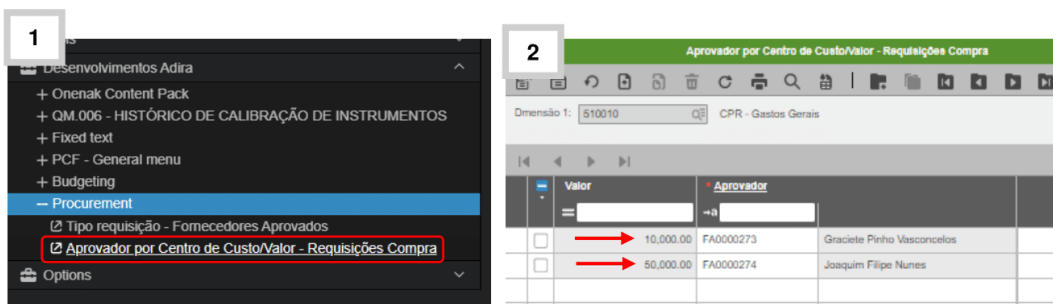 1
Desenvolvimentos Adira
+ Onenak Content Pack
+ QM.006 - HISTÓRICO DE CALIBRAÇÃO DE INSTRUMENTOS
+ Fixed text
+ PCF - General menu
+ Budgeting
— Procurement
Tipo requisição - Fornecedores Aprovados
Aprovador por Centro de Custo/Valor - Requisições Compra
Options
2
Aprovador por Centro de Custo/Valor - Requisições Compra
Dimensão 1: 510010 CPR - Gastos Gerais
Valor * Aprovador
10,000.00 FA0000273 Graciete Pinho Vasconcelos
50,000.00 FA0000274 Joaquim Filipe Nunes